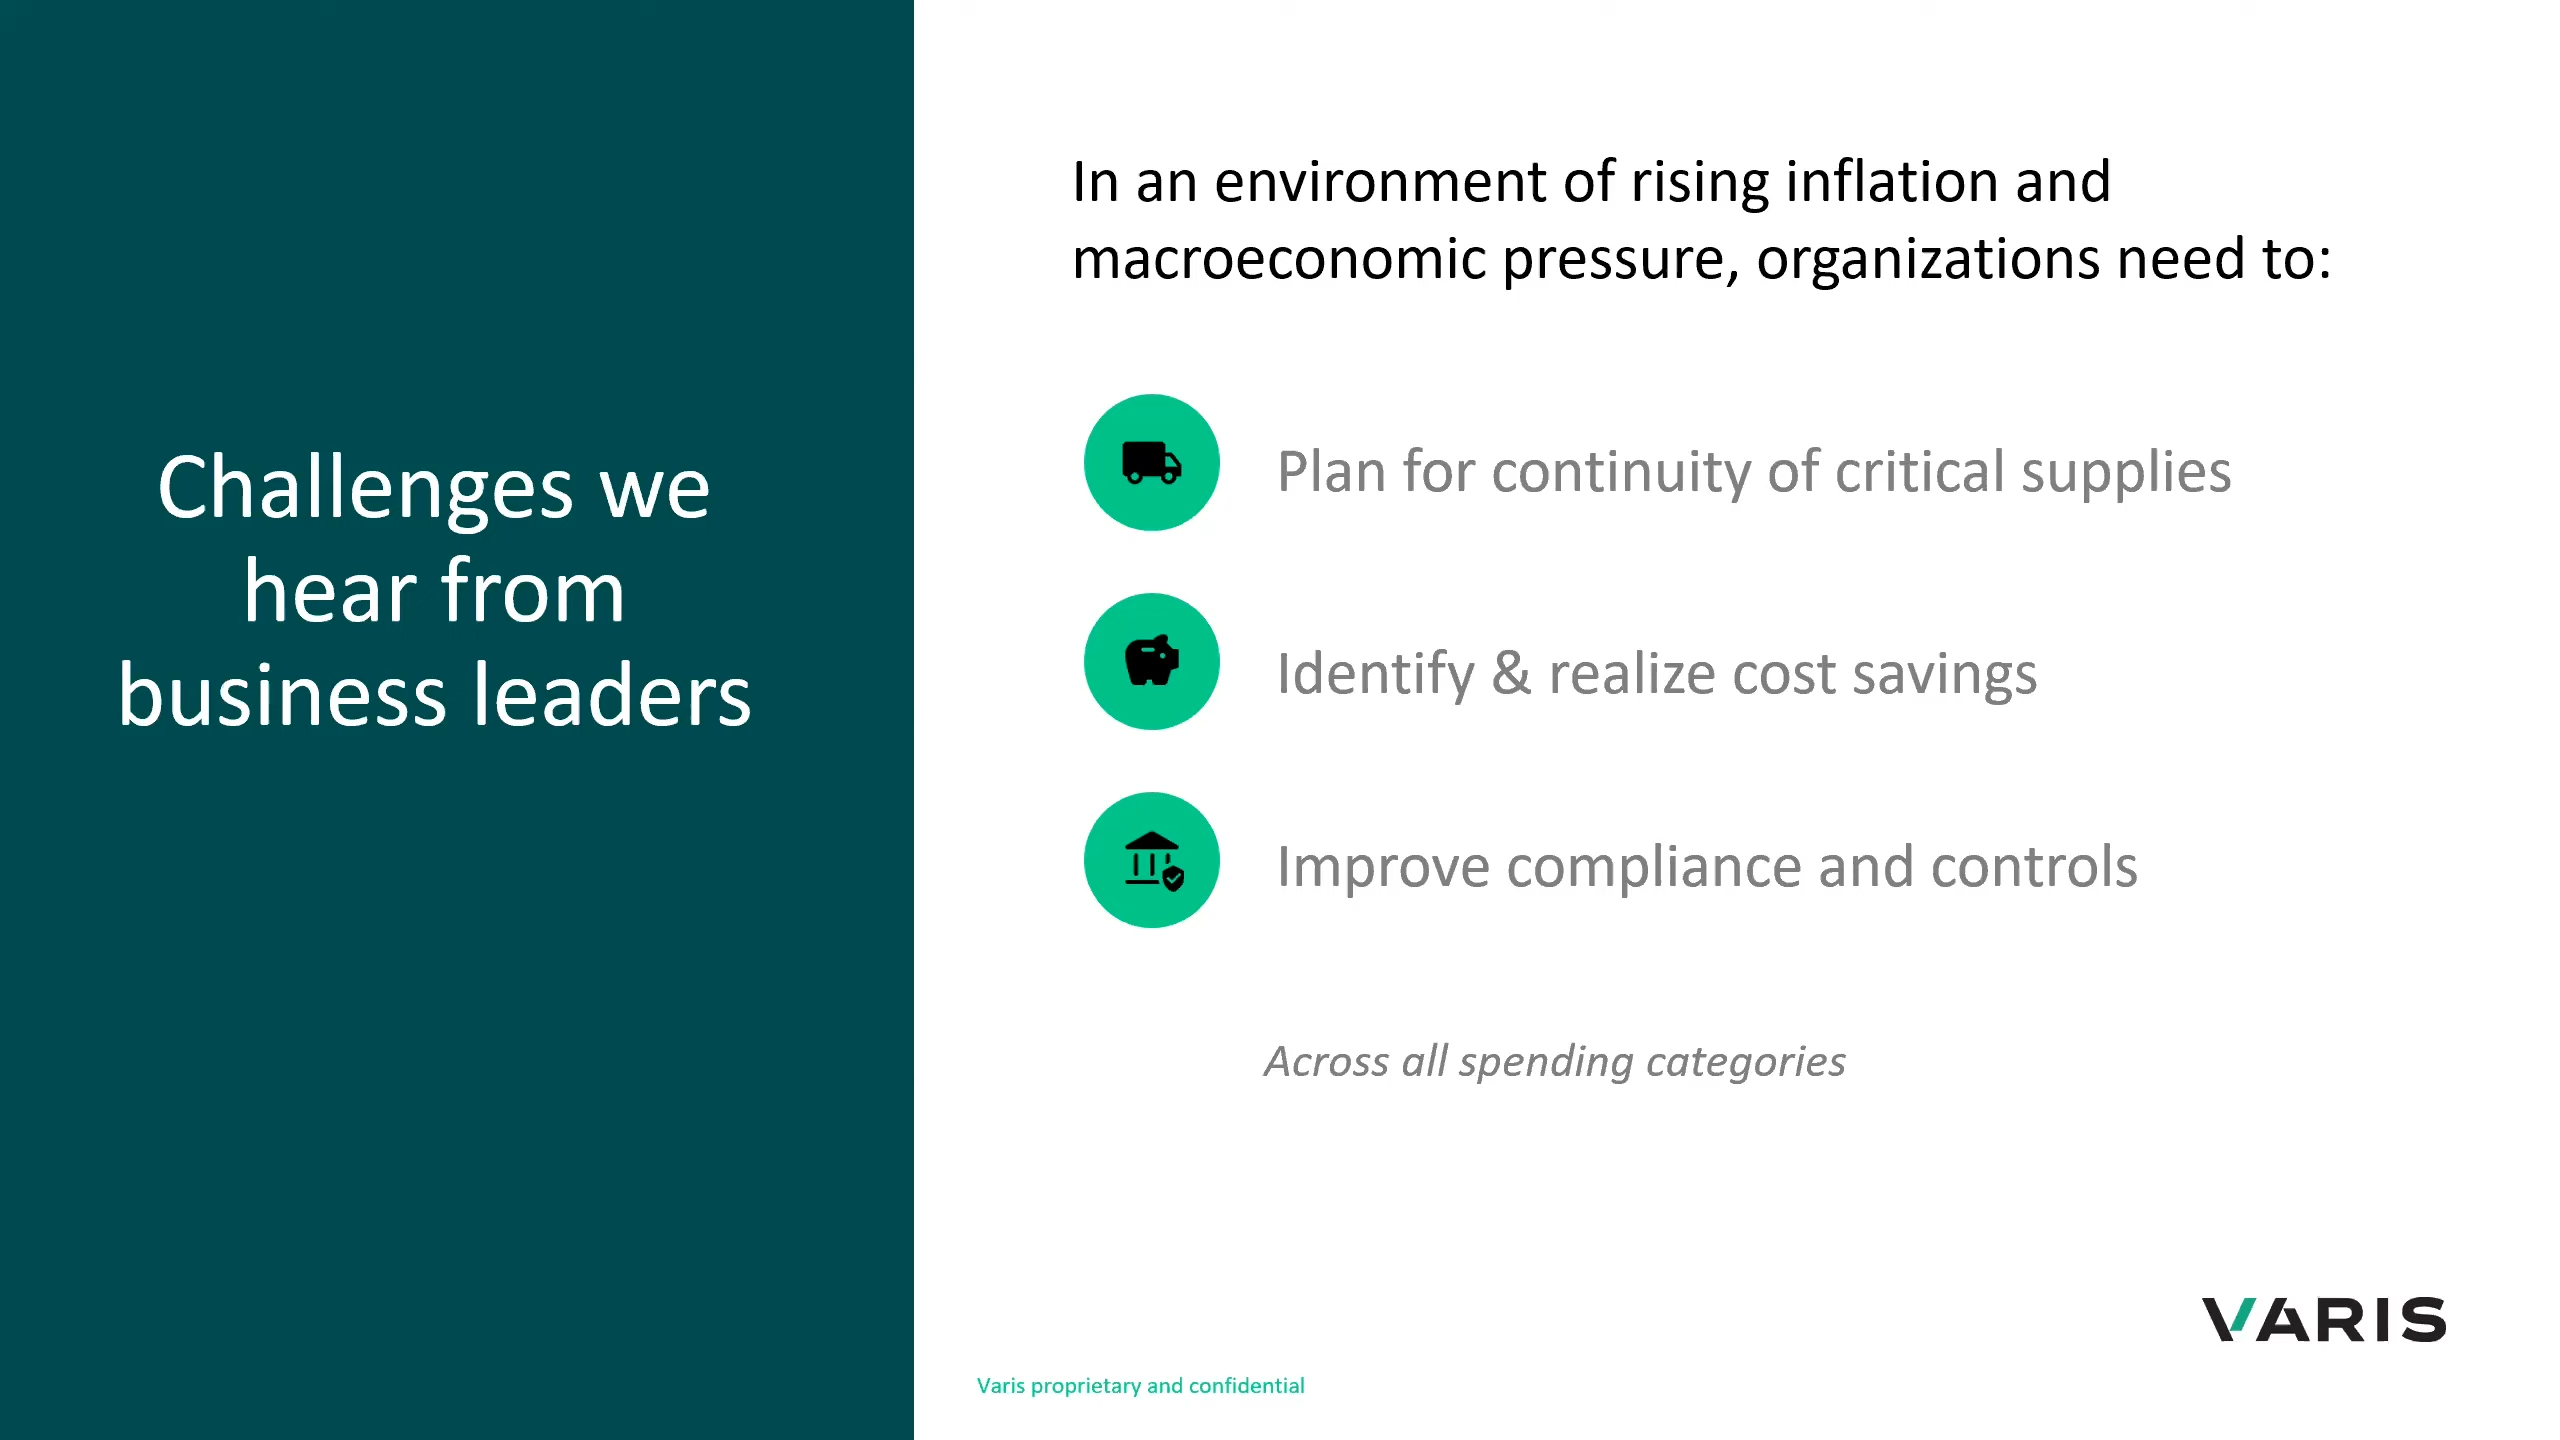 Challenges we
hear from
business leaders
In an environment of rising inflation and
macroeconomic pressure, organizations need to:
Plan for continuity of critical supplies
Identify & realize cost savings
Improve compliance and controls
Across all spending categories
VARIS
Varis proprietary and confidential